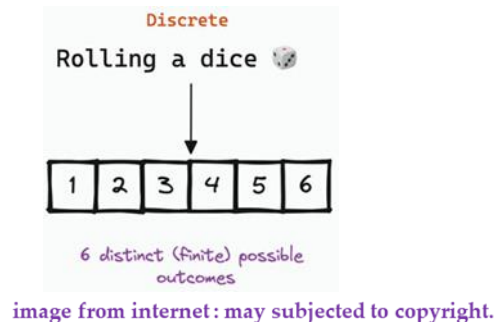 Discrete
Rolling a dice 🎲
1 2 3 4 5 6
6 distinct (finite) possible
outcomes
image from internet: may subjected to copyright.